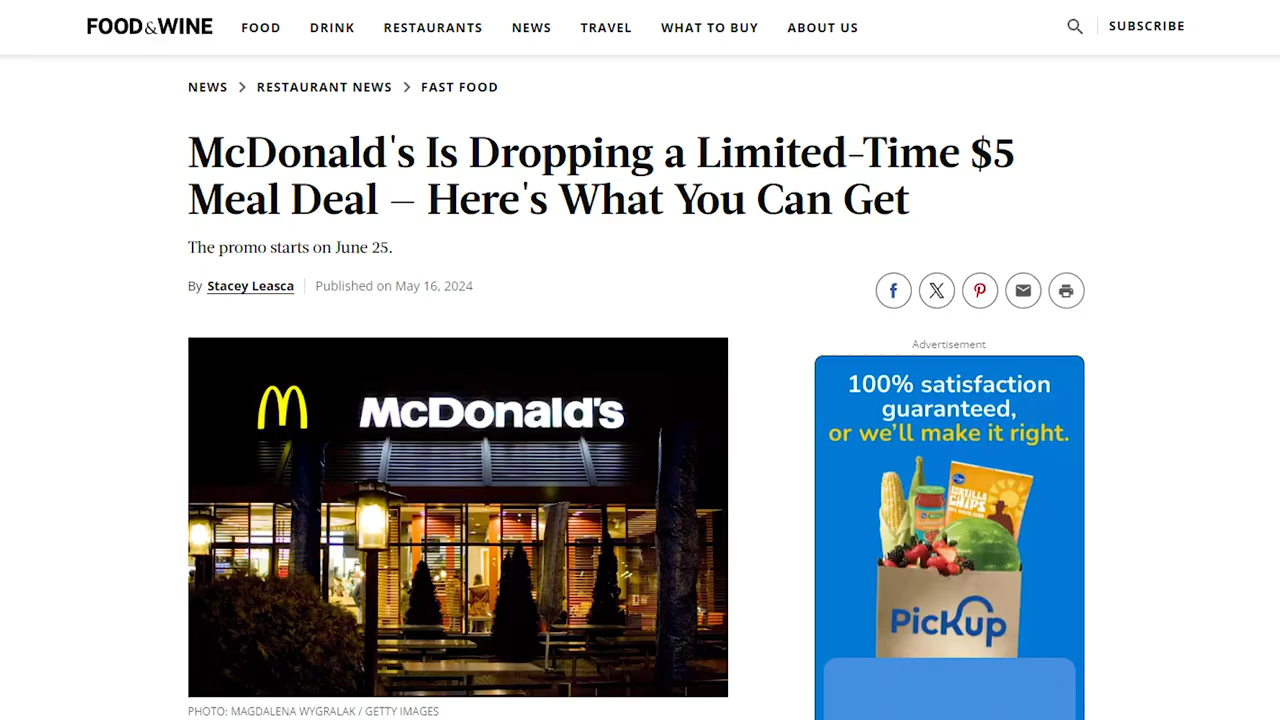 FOOD&WINE
FOOD
DRINK
RESTAURANTS
NEWS
TRAVEL
WHAT TO BUY
ABOUT US
SUBSCRIBE
NEWS > RESTAURANT NEWS > FAST FOOD
McDonald's Is Dropping a Limited-Time $5
Meal Deal — Here's What You Can Get
The promo starts on June 25.
By Stacey Leasca
Published on May 16, 2024
McDonald's
PHOTO: MAGDALENA WYGRALAK / GETTY IMAGES
Advertisement
100% satisfaction
guaranteed,
or we'll make it right.
TORTILLA
CHIPS
PicKup